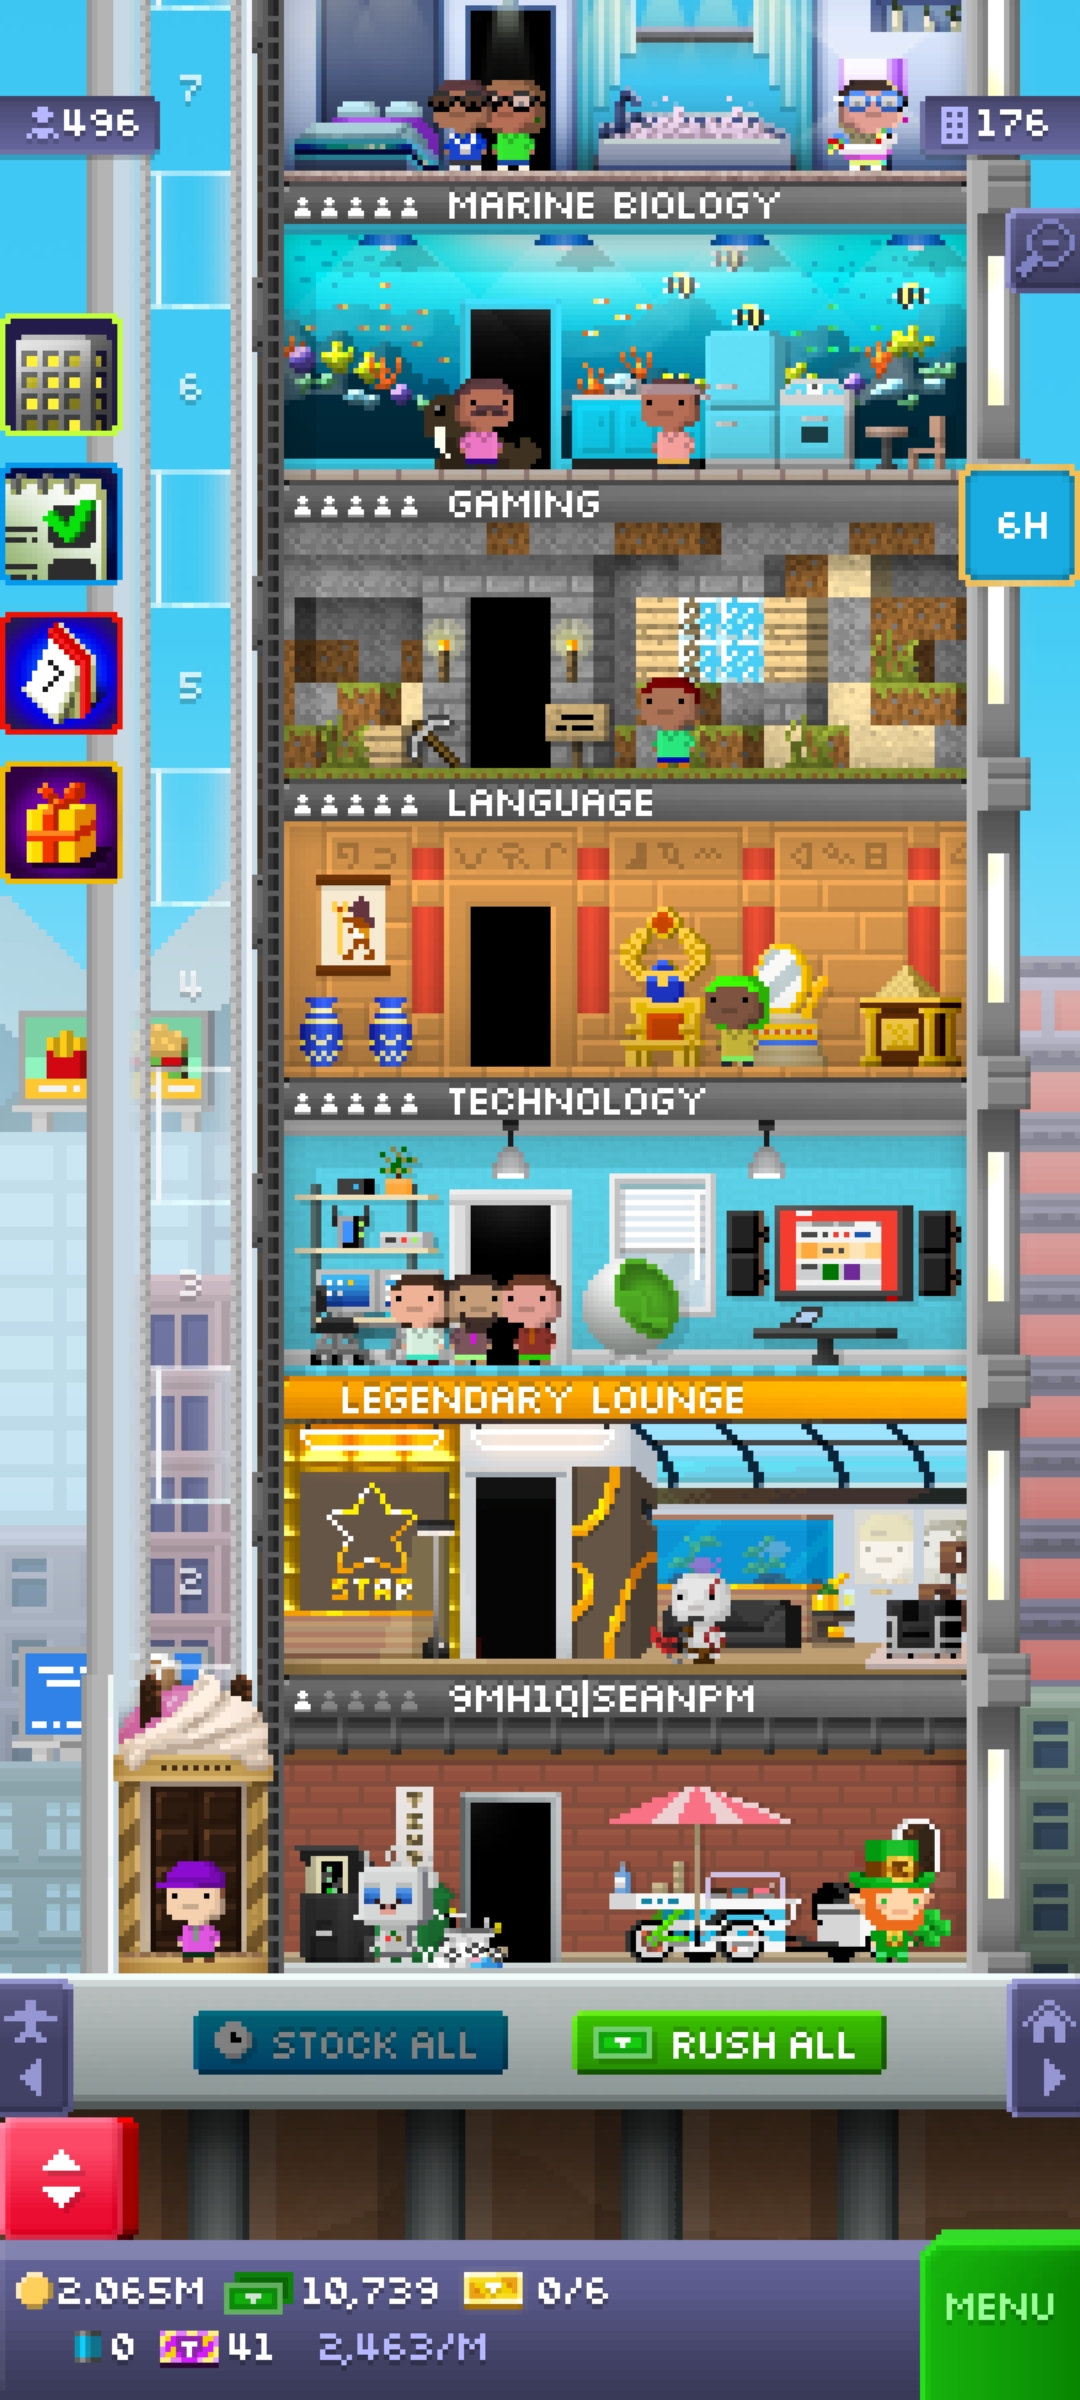 7
496
176
MARINE BIOLOGY
6
GAMING
6H
5
LANGUAGE
4
TECHNOLOGY
3
LEGENDARY LOUNGE
STAR
2
9MH1Q|SEANPM
STOCK ALL
RUSH ALL
2.065M
10,739
0/6
MENU
0
41
2,463/M